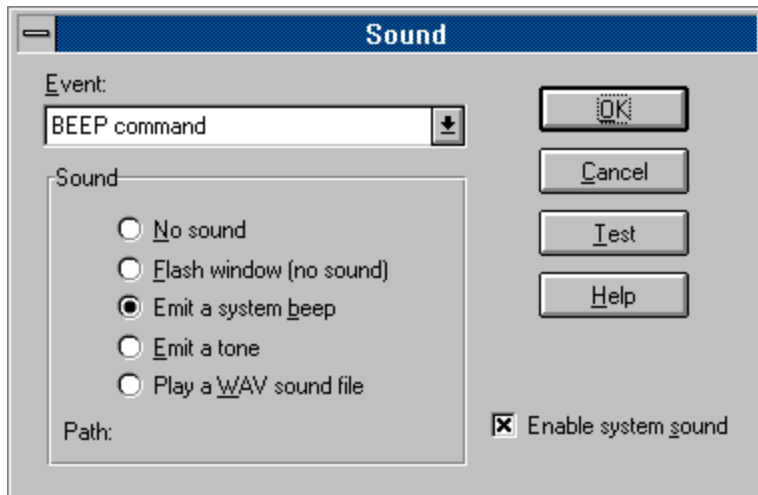 Sound
Event:
BEEP command
Sound
No sound
Flash window (no sound)
Emit a system beep
Emit a tone
Play a WAV sound file
Path:
OK
Cancel
Test
Help
Enable system sound